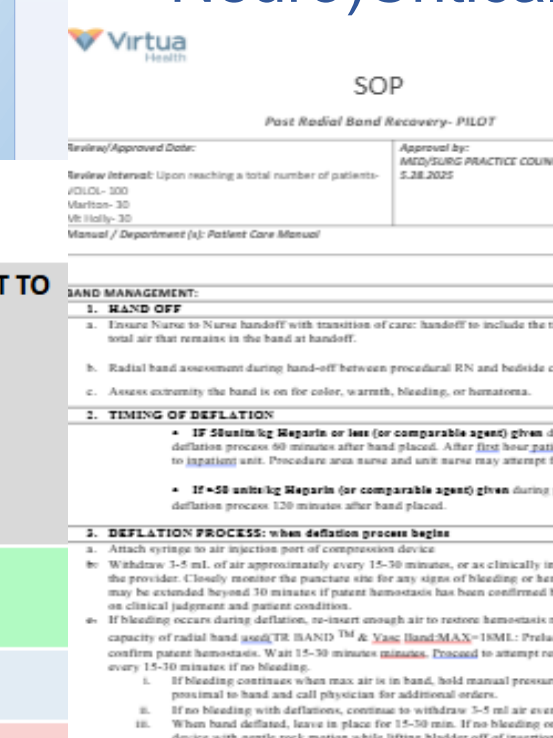 Neuro/Critical
Virtua
Health
SOP
Post Radial Band Recovery- PILOT
Review/Approved Date:
Approval by:
MED/SURG PRACTICE COUN
5.28.2025
Review Interval: Upon reaching a total number of patients-
VOLOL- 100
Marlton- 30
Mt Holly- 30
Manual / Department (s): Patient Care Manual
T TO
BAND MANAGEMENT:
1. HAND OFF
a. Ensure Nurse to Nurse handoff with transition of care: handoff to include the t
total air that remains in the band at handoff.
b. Radial band assessment during hand-off between procedural RN and bedside c
c. Assess extremity the band is on for color, warmth, bleeding, or hematoma.
2. TIMING OF DEFLATION
• IF 50units/kg Heparin or less (or comparable agent) given d
deflation process 60 minutes after band placed. After first hour pati
to inpatient unit. Procedure area nurse and unit nurse may attempt f
• If >50 units/kg Heparin (or comparable agent) given during
deflation process 120 minutes after band placed.
3. DEFLATION PROCESS: when deflation process begins
a. Attach syringe to air injection port of compression device
b. Withdraw 3-5 mL of air approximately every 15-30 minutes, or as clinically in
the provider. Closely monitor the puncture site for any signs of bleeding or her
may be extended beyond 30 minutes if patent hemostasis has been confirmed b
on clinical judgment and patient condition.
c. If bleeding occurs during deflation, re-insert enough air to restore hemostasis n
capacity of radial band used(TR BAND TM & Vasc Band:MAX=18ML: Prelu
confirm patent hemostasis. Wait 15-30 minutes minutes. Proceed to attempt re
every 15-30 minutes if no bleeding.
i. If bleeding continues when max air is in band, hold manual pressur
proximal to band and call physician for additional orders.
ii. If no bleeding with deflations, continue to withdraw 3-5 ml air ever
iii. When band deflated, leave in place for 15-30 min. If no bleeding or